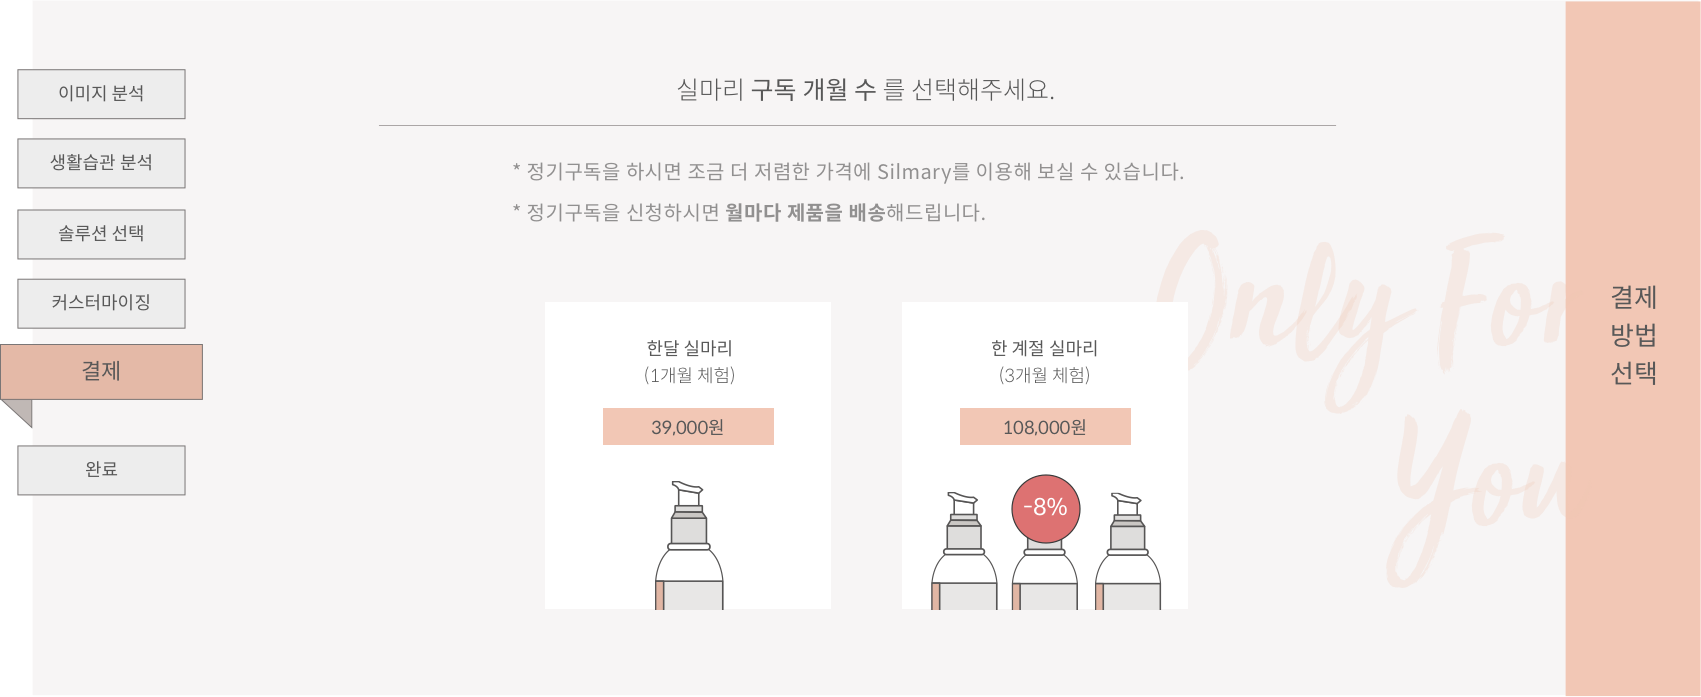 이미지 분석
생활습관 분석
솔루션 선택
커스터마이징
결제
완료
실마리 구독 개월 수 를 선택해주세요.
* 정기구독을 하시면 조금 더 저렴한 가격에 Silmary를 이용해 보실 수 있습니다.
* 정기구독을 신청하시면 월마다 제품을 배송해드립니다.
한달 실마리
(1개월 체험)
39,000원
한 계절 실마리
(3개월 체험)
108,000원
-8%
Only For
You
결제
방법
선택